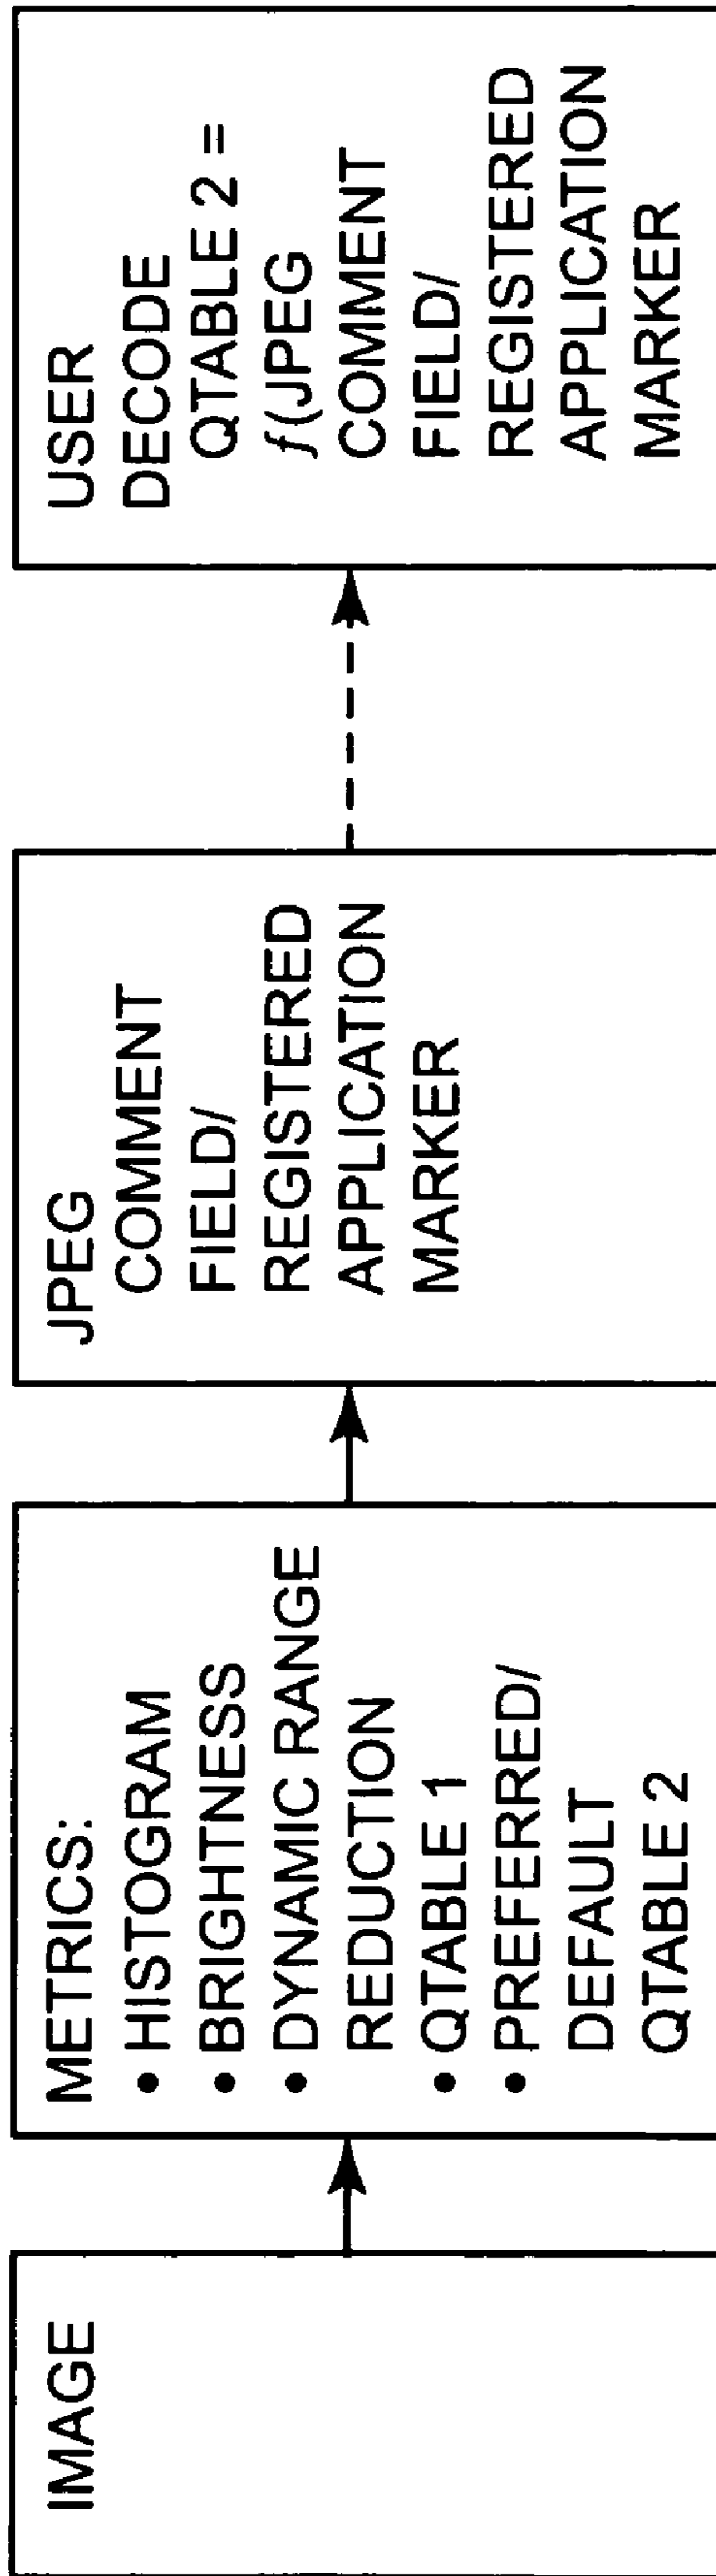 IMAGE
METRICS:
• HISTOGRAM
• BRIGHTNESS
• DYNAMIC RANGE
REDUCTION
• QTABLE 1
• PREFERRED/
DEFAULT
QTABLE 2
JPEG
COMMENT
FIELD/
REGISTERED
APPLICATION
MARKER
USER
DECODE
QTABLE 2 =
f(JPEG
COMMENT
FIELD/
REGISTERED
APPLICATION
MARKER